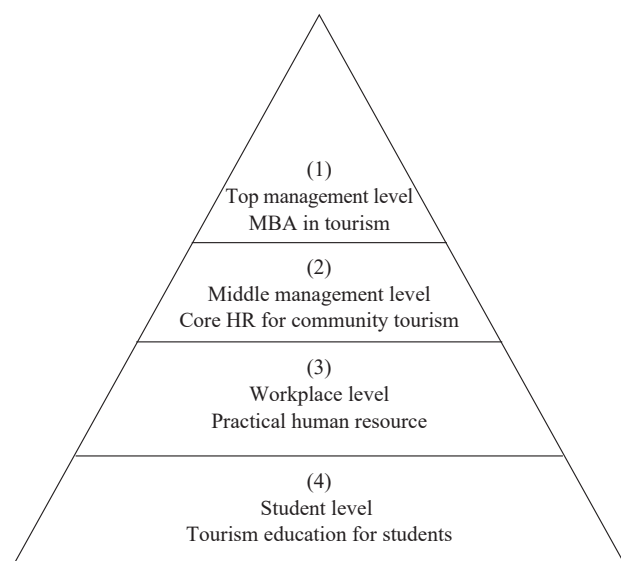 (1)
Top management level
MBA in tourism
(2)
Middle management level
Core HR for community tourism
(3)
Workplace level
Practical human resource
(4)
Student level
Tourism education for students